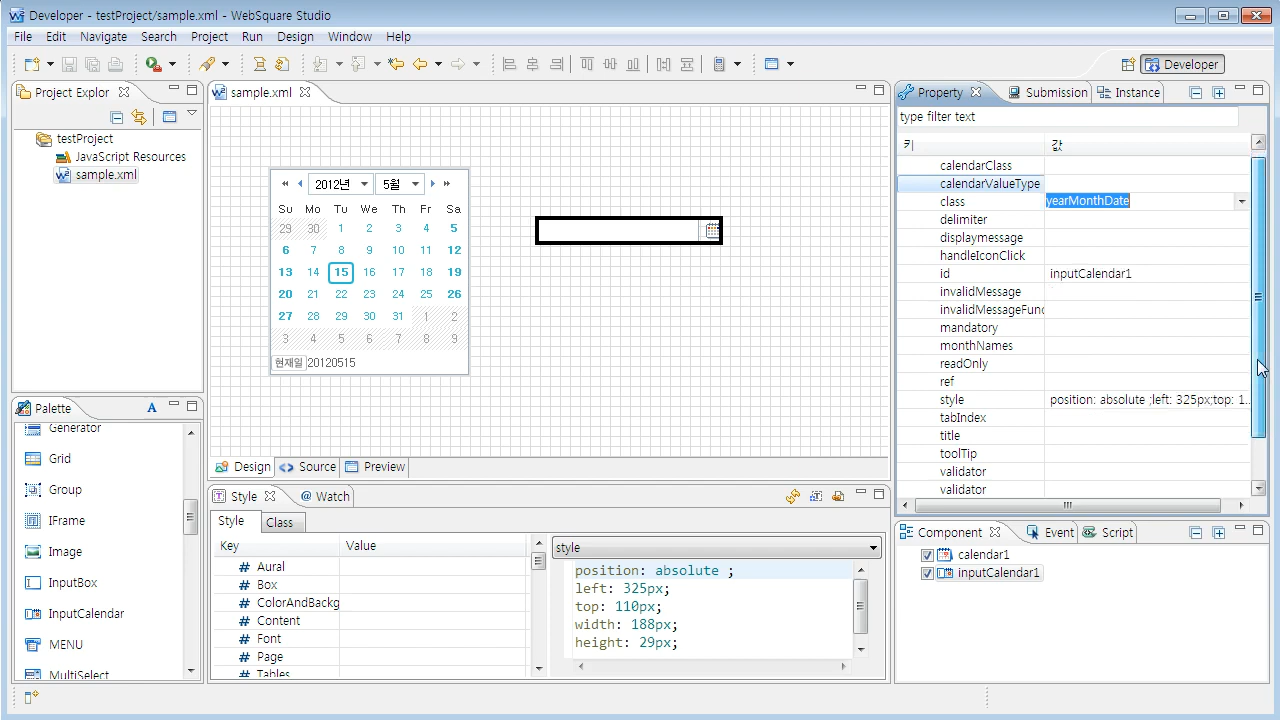 Developer - testProject/sample.xml - WebSquare Studio
File Edit Navigate Search Project Run Design Window Help
Developer
Project Explor
testProject
JavaScript Resources
sample.xml
sample.xml
2012년 5월
Su Mo Tu We Th Fr Sa
29 30 1 2 3 4 5
6 7 8 9 10 11 12
13 14 15 16 17 18 19
20 21 22 23 24 25 26
27 28 29 30 31 1 2
3 4 5 6 7 8 9
현재일 20120515
Design Source Preview
Property Submission Instance
type filter text
키 값
calendarClass
calendarValueType
class yearMonthDate
delimiter
displaymessage
handleIconClick
id inputCalendar1
invalidMessage
invalidMessageFunc
mandatory
monthNames
readOnly
ref
style position: absolute ;left: 325px;top: 1...
tabIndex
title
toolTip
validator
validator
Palette A
Generator
Grid
Group
IFrame
Image
InputBox
InputCalendar
MENU
MultiSelect
Style @ Watch
Style Class
Key Value
# Aural
# Box
# ColorAndBackg
# Content
# Font
# Page
# Tables
style
position: absolute ;
left: 325px;
top: 110px;
width: 188px;
height: 29px;
Component Event Script
calendar1
inputCalendar1